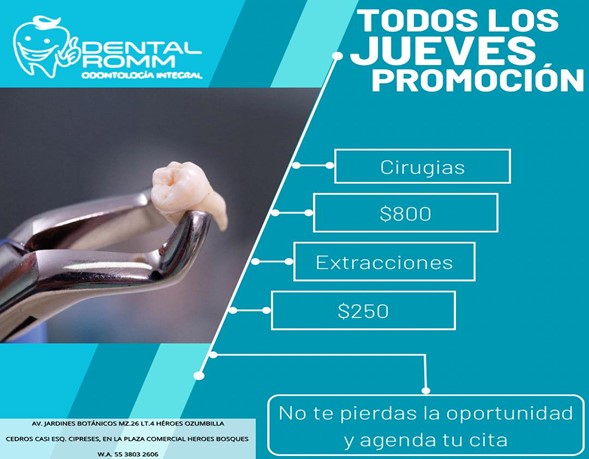 DENTAL
ROMM
ODONTOLOGÍA INTEGRAL
TODOS LOS
JUEVES
PROMOCIÓN
Cirugias
$800
Extracciones
$250
No te pierdas la oportunidad
y agenda tu cita
AV. JARDINES BOTÁNICOS MZ.26 LT.4 HÉROES OZUMBILLA
CEDROS CASI ESQ. CIPRESES, EN LA PLAZA COMERCIAL HEROES BOSQUES
W.A. 55 3803 2606